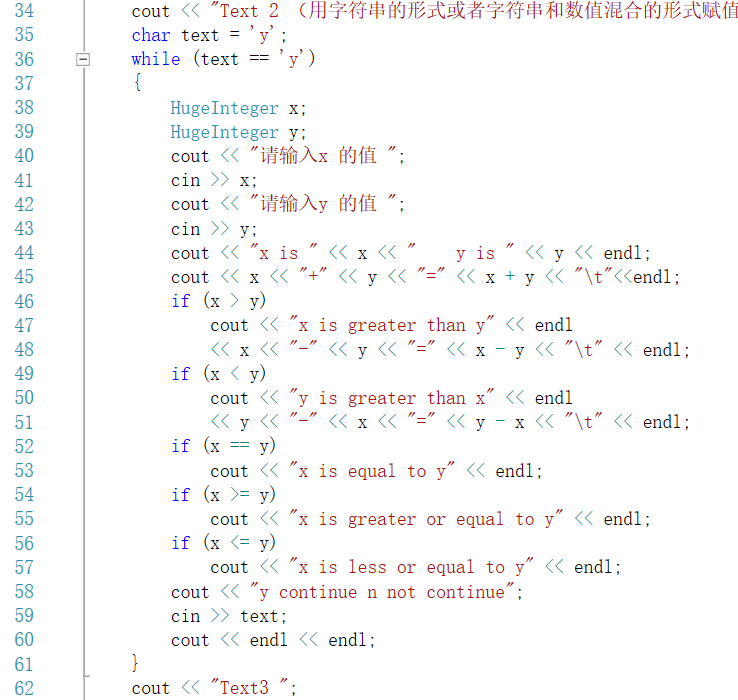 34 cout << "Text 2 （用字符串的形式或者字符串和数值混合的形式赋值
35 char text = 'y';
36 while (text == 'y')
37 {
38 HugeInteger x;
39 HugeInteger y;
40 cout << "请输入x 的值 ";
41 cin >> x;
42 cout << "请输入y 的值 ";
43 cin >> y;
44 cout << "x is " << x << "    y is " << y << endl;
45 cout << x << "+" << y << "=" << x + y << "\t"<<endl;
46 if (x > y)
47 cout << "x is greater than y" << endl
48 << x << "-" << y << "=" << x - y << "\t" << endl;
49 if (x < y)
50 cout << "y is greater than x" << endl
51 << y << "-" << x << "=" << y - x << "\t" << endl;
52 if (x == y)
53 cout << "x is equal to y" << endl;
54 if (x >= y)
55 cout << "x is greater or equal to y" << endl;
56 if (x <= y)
57 cout << "x is less or equal to y" << endl;
58 cout << "y continue n not continue";
59 cin >> text;
60 cout << endl << endl;
61 }
62 cout << "Text3 ";